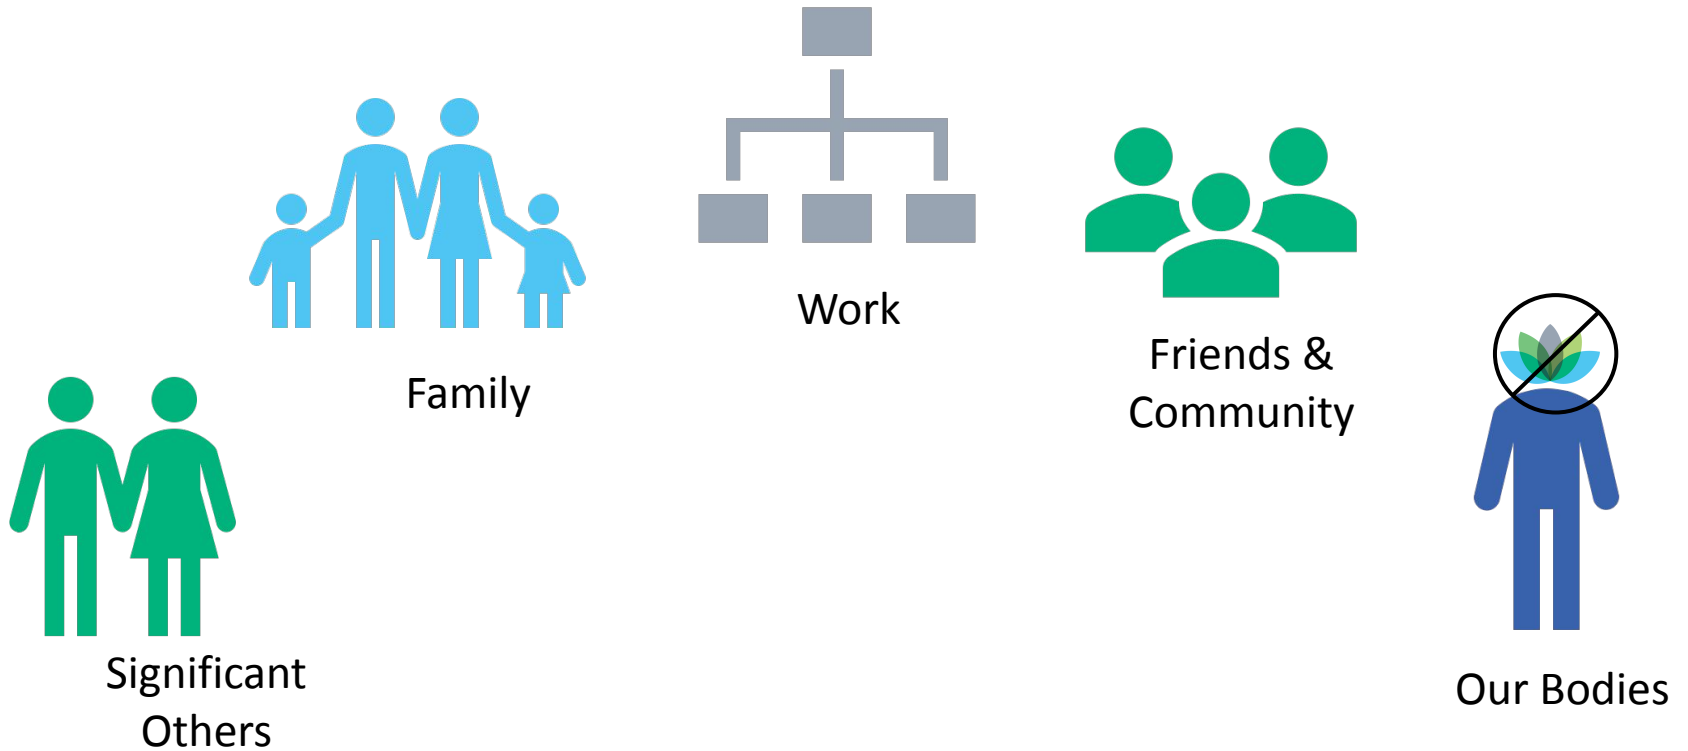 Significant
Others
Family
Work
Friends &
Community
Our Bodies